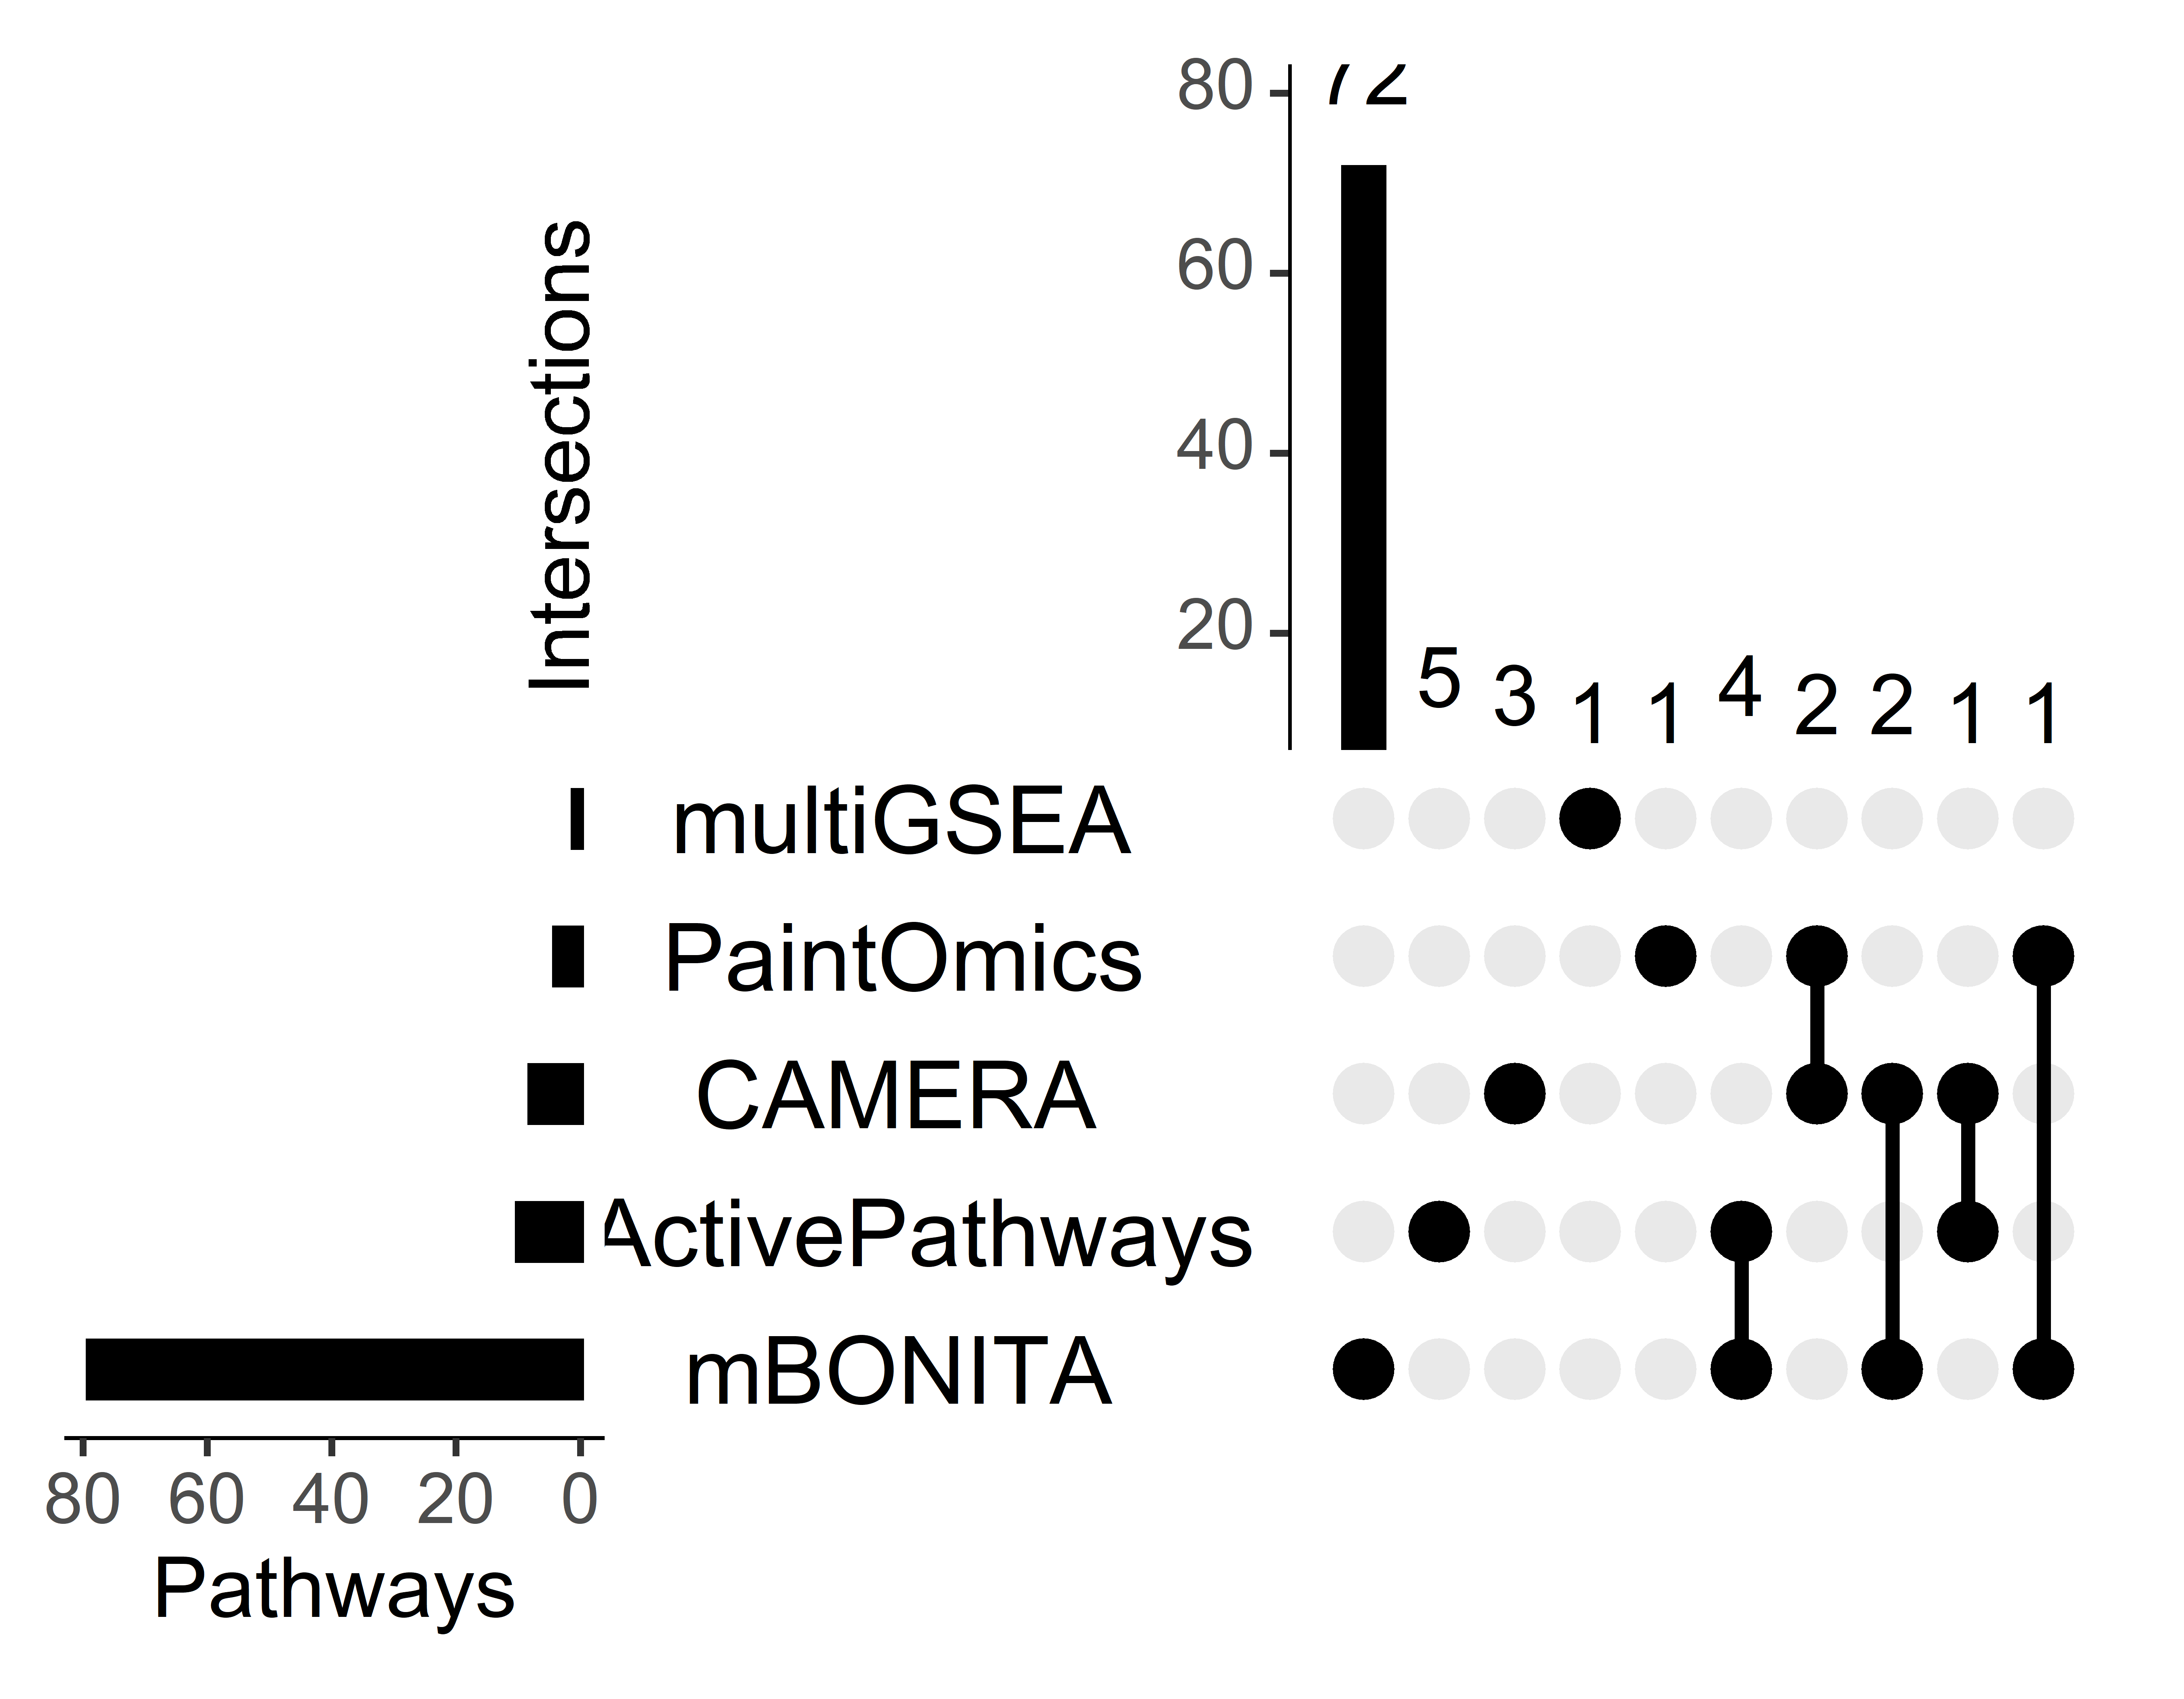 80
72
60
40
20
Intersections
5 3 1 1 4 2 2 1 1
multiGSEA
PaintOmics
CAMERA
ActivePathways
mBONITA
80 60 40 20 0
Pathways